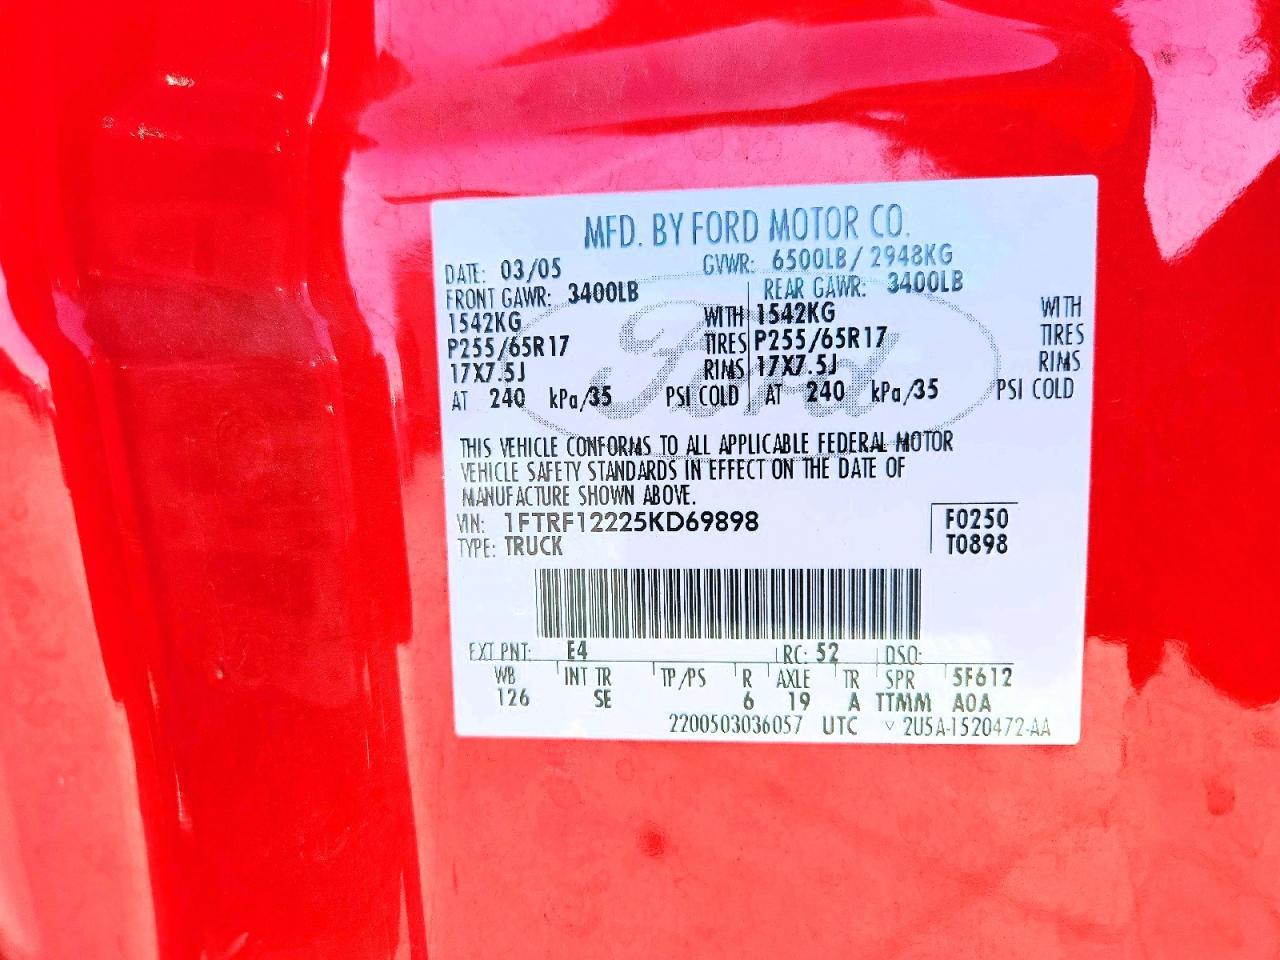 MFD. BY FORD MOTOR CO.
DATE: 03/05 GVWR: 6500LB/ 2948KG
FRONT GAWR: 3400LB REAR GAWR: 3400LB
1542KG WITH 1542KG WITH
P255/65R17 TIRES P255/65R17 TIRES
17X7.5J RIMS 17X7.5J RIMS
AT 240 kPa/35 PSI COLD AT 240 kPa/35 PSI COLD
Ford
THIS VEHICLE CONFORMS TO ALL APPLICABLE FEDERAL MOTOR
VEHICLE SAFETY STANDARDS IN EFFECT ON THE DATE OF
MANUFACTURE SHOWN ABOVE.
VIN: 1FTRF12225KD69898 F0250
TYPE: TRUCK T0898
EXT PNT: E4 RC: 52 DSO:
WB INT TR TP/PS R AXLE TR SPR 5F612
126 SE 6 19 A TTMM AOA
2200503036057 UTC ▽ 2U5A-1520472-AA